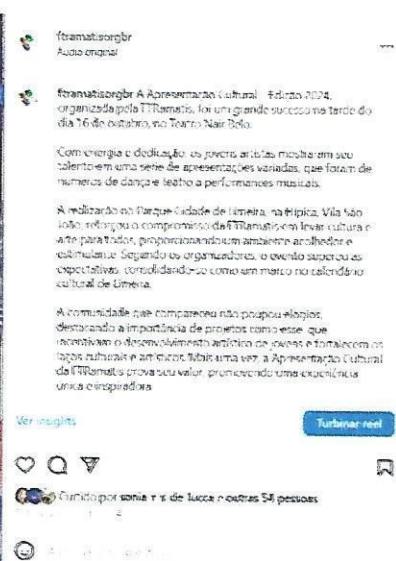 ftramatisorgbr
Áudio original
ftramatisorgbr A Apresentação Cultural - Edição 2024,
organizada pela FTRamatis, foi um grande sucesso na tarde do
dia 16 de outubro, no Teatro Nair Belo.
Com energia e dedicação, os jovens artistas mostraram seu
talento em uma série de apresentações variadas, que foram de
números de dança e teatro a performances musicais.
A realização no Parque Cidade de Limeira, na Hípica, Vila São
João, reforçou o compromisso da FTRamatis em levar cultura e
arte para todos, proporcionando um ambiente acolhedor e
estimulante. Segundo os organizadores, o evento superou as
expectativas, consolidando-se como um marco no calendário
cultural de Limeira.
A comunidade que compareceu não poupou elogios,
destacando a importância de projetos como esse, que
incentivam o desenvolvimento artístico de jovens e fortalecem os
laços culturais e artísticos. Mais uma vez, a Apresentação Cultural
da FTRamatis prova seu valor, promovendo uma experiência
única e inspiradora.
Ver insights
Turbinar reel
Curtido por sonia r s de lucca e outras 54 pessoas